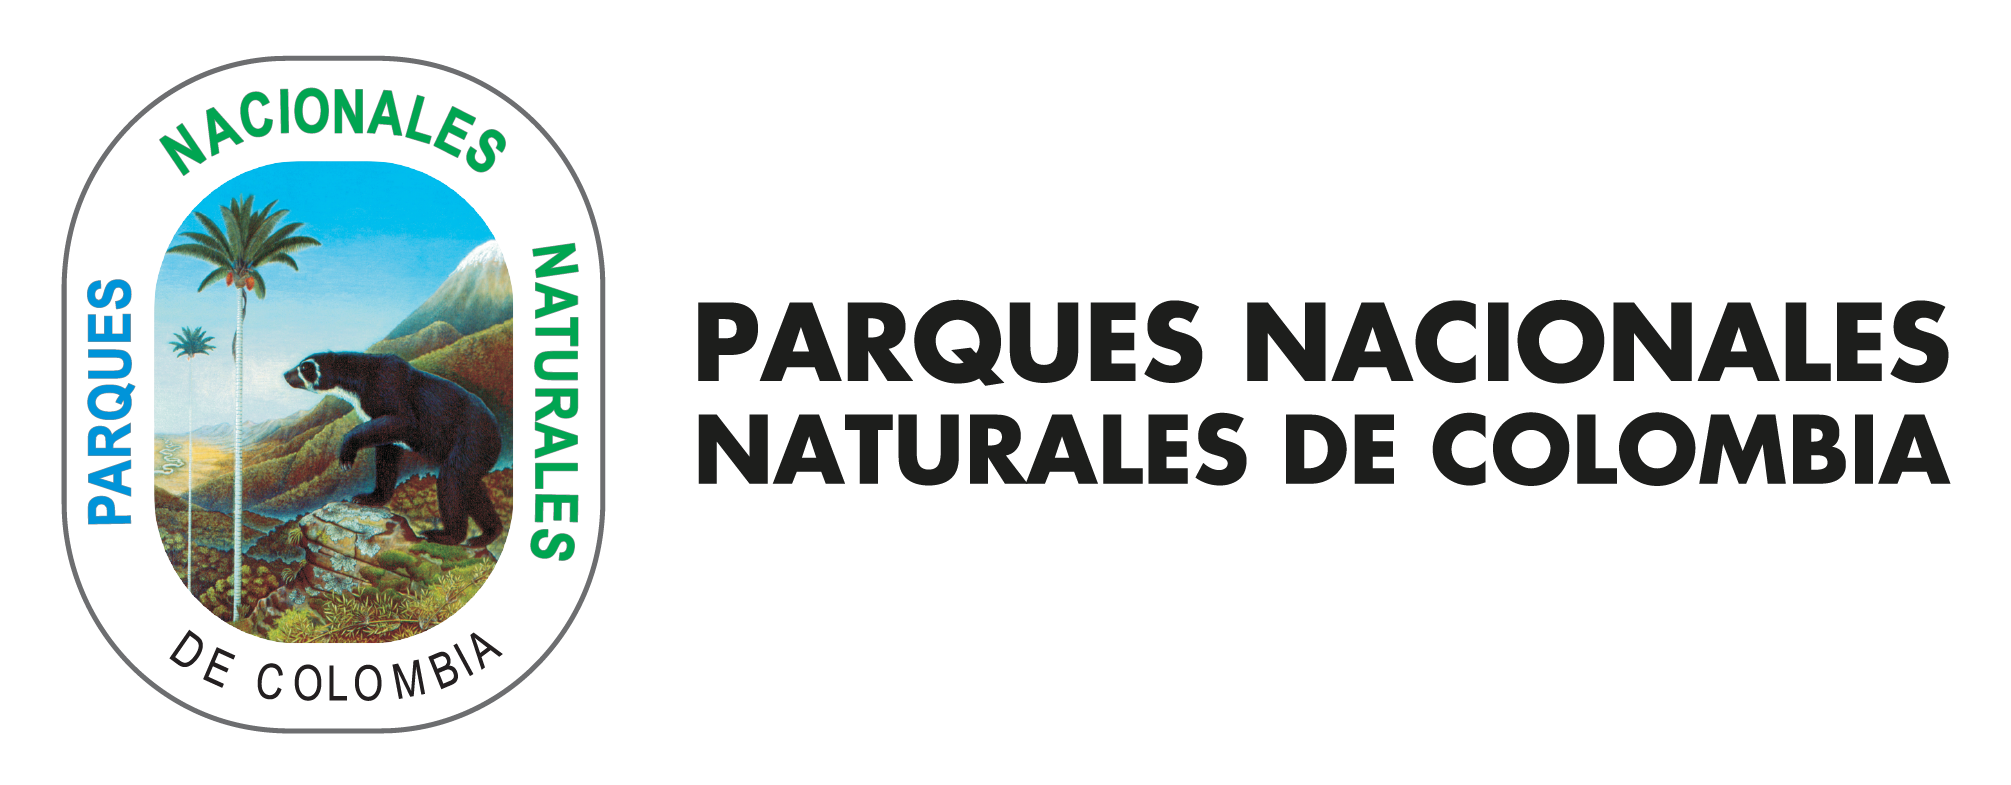 PARQUES
NACIONALES
NATURALES
DE COLOMBIA
PARQUES NACIONALES
NATURALES DE COLOMBIA